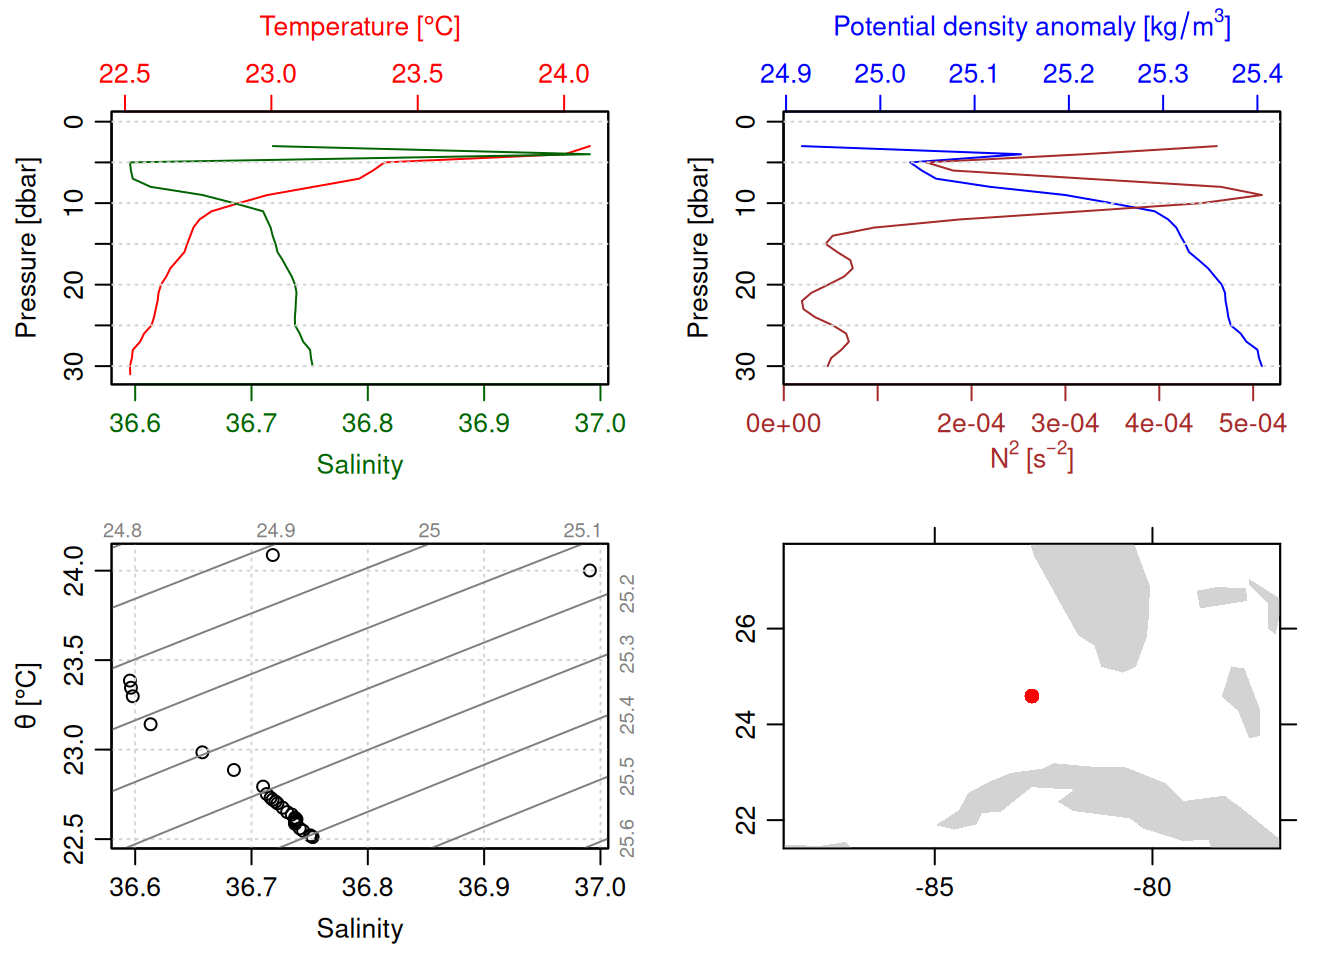 Temperature [°C]
22.5 23.0 23.5 24.0
0
10
20
30
Pressure [dbar]
36.6 36.7 36.8 36.9 37.0
Salinity
Potential density anomaly [kg/m³]
24.9 25.0 25.1 25.2 25.3 25.4
0
10
20
30
Pressure [dbar]
0e+00 2e-04 3e-04 4e-04 5e-04
N² [s⁻²]
24.8 24.9 25 25.1
25.2
25.3
25.4
25.5
25.6
24.0
23.5
23.0
22.5
θ [°C]
36.6 36.7 36.8 36.9 37.0
Salinity
26
24
22
-85 -80